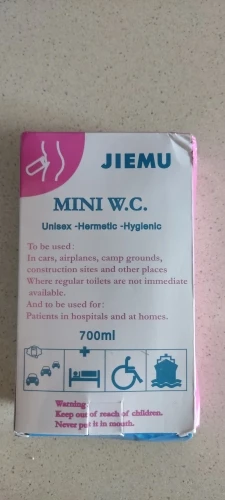 JIEMU
MINI W.C.
Unisex -Hermetic -Hygienic
To be used:
In cars, airplanes, camp grounds,
construction sites and other places
Where regular toilets are not immediate
available.
And to be used for:
Putients in hospitals and at homes.
700ml
Warning:
Keep out of reach of children.
Never put it in mouth.